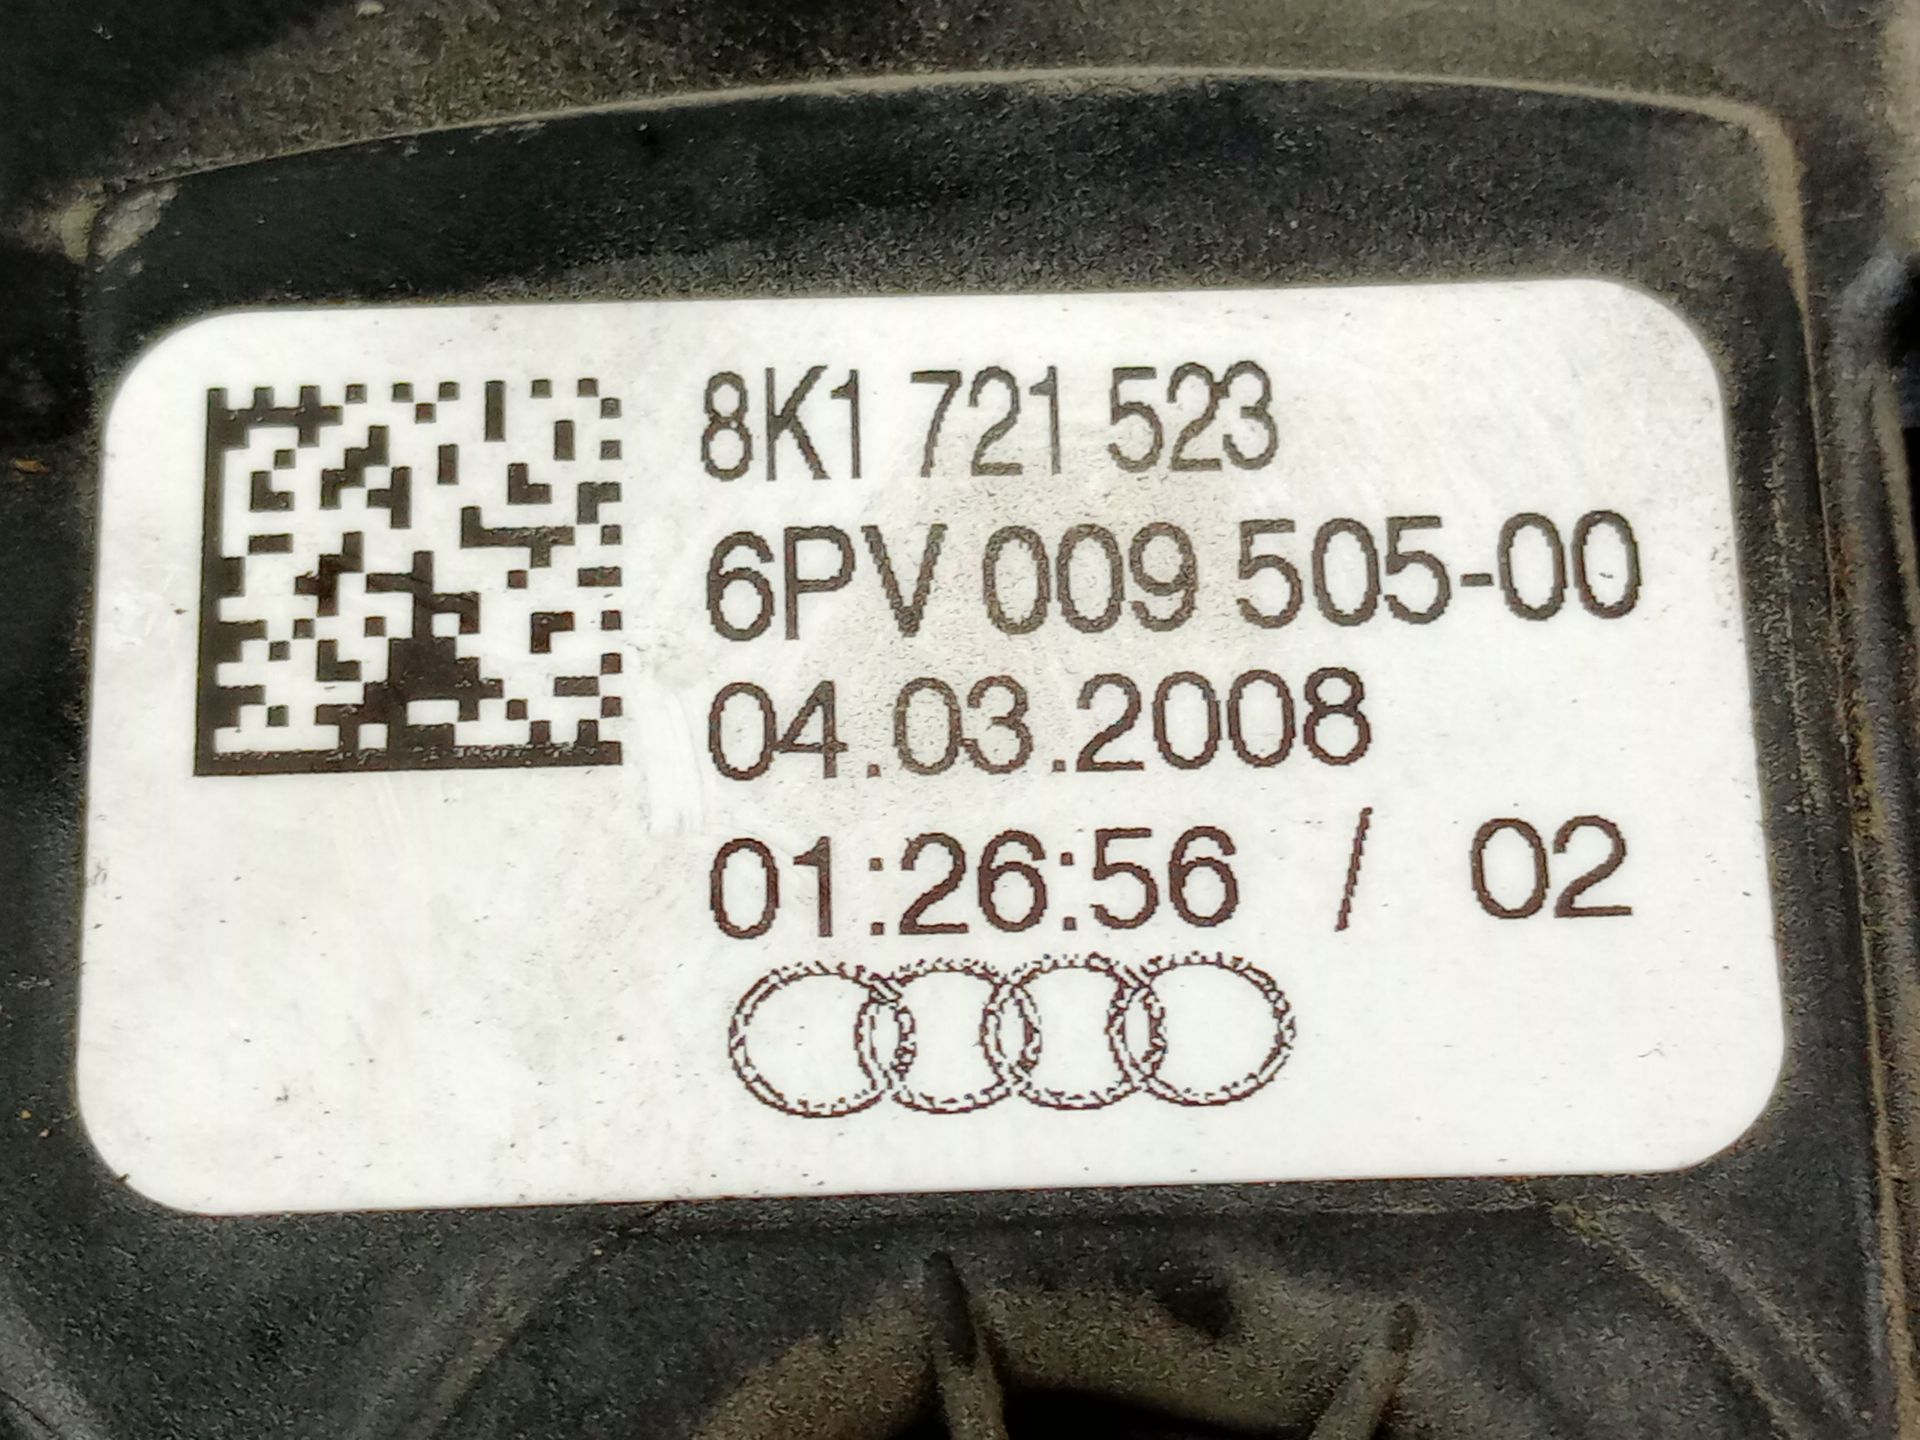 8K1 721 523
6PV 009 505-00
04.03.2008
01:26:56 / 02